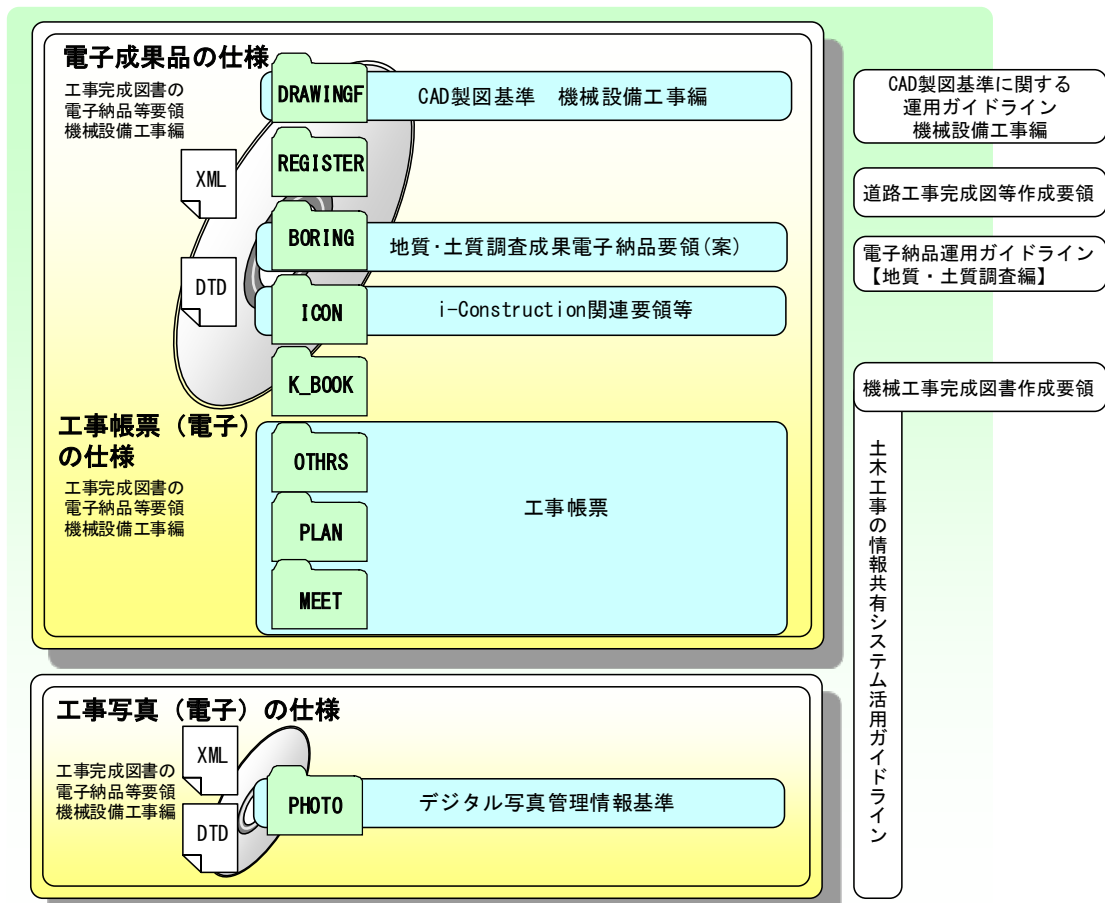 電子成果品の仕様
工事完成図書の
電子納品等要領
機械設備工事編
XML
DTD
DRAWINGF
CAD製図基準　機械設備工事編
REGISTER
BORING
地質・土質調査成果電子納品要領(案)
ICON
i-Construction関連要領等
K_BOOK
工事帳票（電子）
の仕様
工事完成図書の
電子納品等要領
機械設備工事編
OTHRS
PLAN
MEET
工事帳票
工事写真（電子）の仕様
工事完成図書の
電子納品等要領
機械設備工事編
XML
DTD
PHOTO
デジタル写真管理情報基準
CAD製図基準に関する
運用ガイドライン
機械設備工事編
道路工事完成図等作成要領
電子納品運用ガイドライン
【地質・土質調査編】
機械工事完成図書作成要領
土木工事の情報共有システム活用ガイドライン